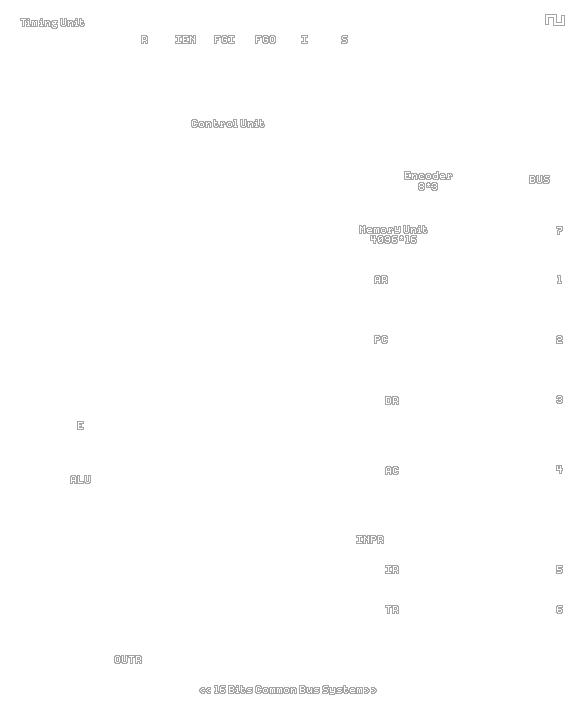 Timing Unit
R IEN FGI FGO I S
Control Unit
Encoder
8*3
BUS
Memory Unit
4096*16
7
AR 1
PC 2
DR 3
E
AC 4
ALU
INPR
IR 5
TR 6
OUTR
<< 16 Bits Common Bus System>>